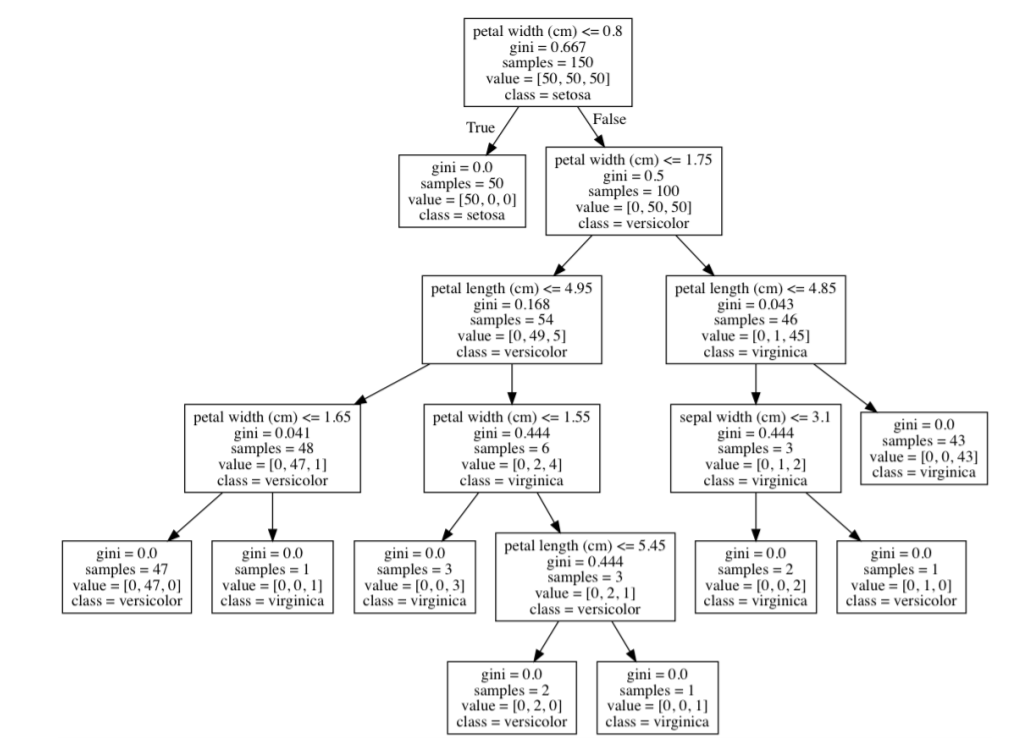 petal width (cm) <= 0.8
gini = 0.667
samples = 150
value = [50, 50, 50]
class = setosa
True
False
gini = 0.0
samples = 50
value = [50, 0, 0]
class = setosa
petal width (cm) <= 1.75
gini = 0.5
samples = 100
value = [0, 50, 50]
class = versicolor
petal length (cm) <= 4.95
gini = 0.168
samples = 54
value = [0, 49, 5]
class = versicolor
petal length (cm) <= 4.85
gini = 0.043
samples = 46
value = [0, 1, 45]
class = virginica
petal width (cm) <= 1.65
gini = 0.041
samples = 48
value = [0, 47, 1]
class = versicolor
petal width (cm) <= 1.55
gini = 0.444
samples = 6
value = [0, 2, 4]
class = virginica
sepal width (cm) <= 3.1
gini = 0.444
samples = 3
value = [0, 1, 2]
class = virginica
gini = 0.0
samples = 43
value = [0, 0, 43]
class = virginica
gini = 0.0
samples = 47
value = [0, 47, 0]
class = versicolor
gini = 0.0
samples = 1
value = [0, 0, 1]
class = virginica
gini = 0.0
samples = 3
value = [0, 0, 3]
class = virginica
petal length (cm) <= 5.45
gini = 0.444
samples = 3
value = [0, 2, 1]
class = versicolor
gini = 0.0
samples = 2
value = [0, 0, 2]
class = virginica
gini = 0.0
samples = 1
value = [0, 1, 0]
class = versicolor
gini = 0.0
samples = 2
value = [0, 2, 0]
class = versicolor
gini = 0.0
samples = 1
value = [0, 0, 1]
class = virginica